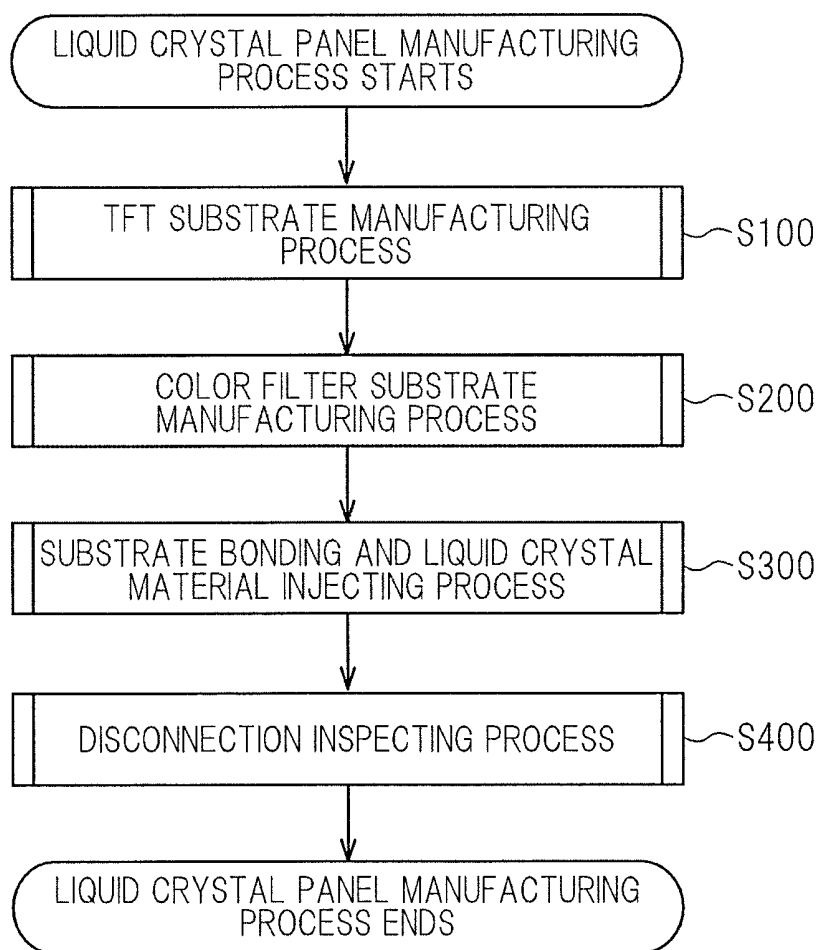 LIQUID CRYSTAL PANEL MANUFACTURING
PROCESS STARTS
TFT SUBSTRATE MANUFACTURING
PROCESS
S100
COLOR FILTER SUBSTRATE
MANUFACTURING PROCESS
S200
SUBSTRATE BONDING AND LIQUID CRYSTAL
MATERIAL INJECTING PROCESS
S300
DISCONNECTION INSPECTING PROCESS
S400
LIQUID CRYSTAL PANEL MANUFACTURING
PROCESS ENDS